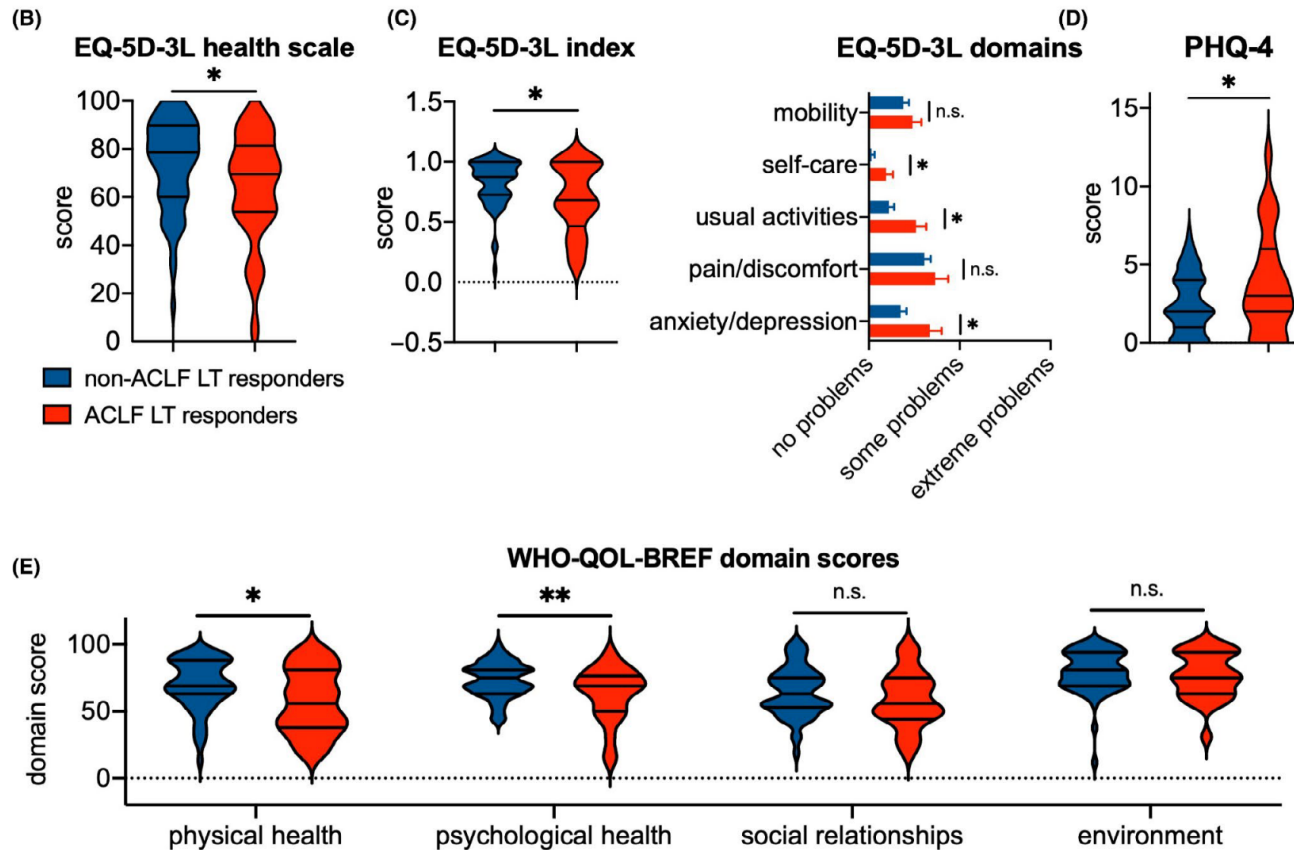 (B)
EQ-5D-3L health scale
*
100
80
60
40
20
0
score
non-ACLF LT responders
ACLF LT responders
(C)
EQ-5D-3L index
*
1.5
1.0
0.5
0.0
−0.5
score
EQ-5D-3L domains
mobility
n.s.
self-care
*
usual activities
*
pain/discomfort
n.s.
anxiety/depression
*
no problems
some problems
extreme problems
(D)
PHQ-4
*
15
10
5
0
score
(E)
WHO-QOL-BREF domain scores
*
**
n.s.
n.s.
100
50
0
domain score
physical health
psychological health
social relationships
environment